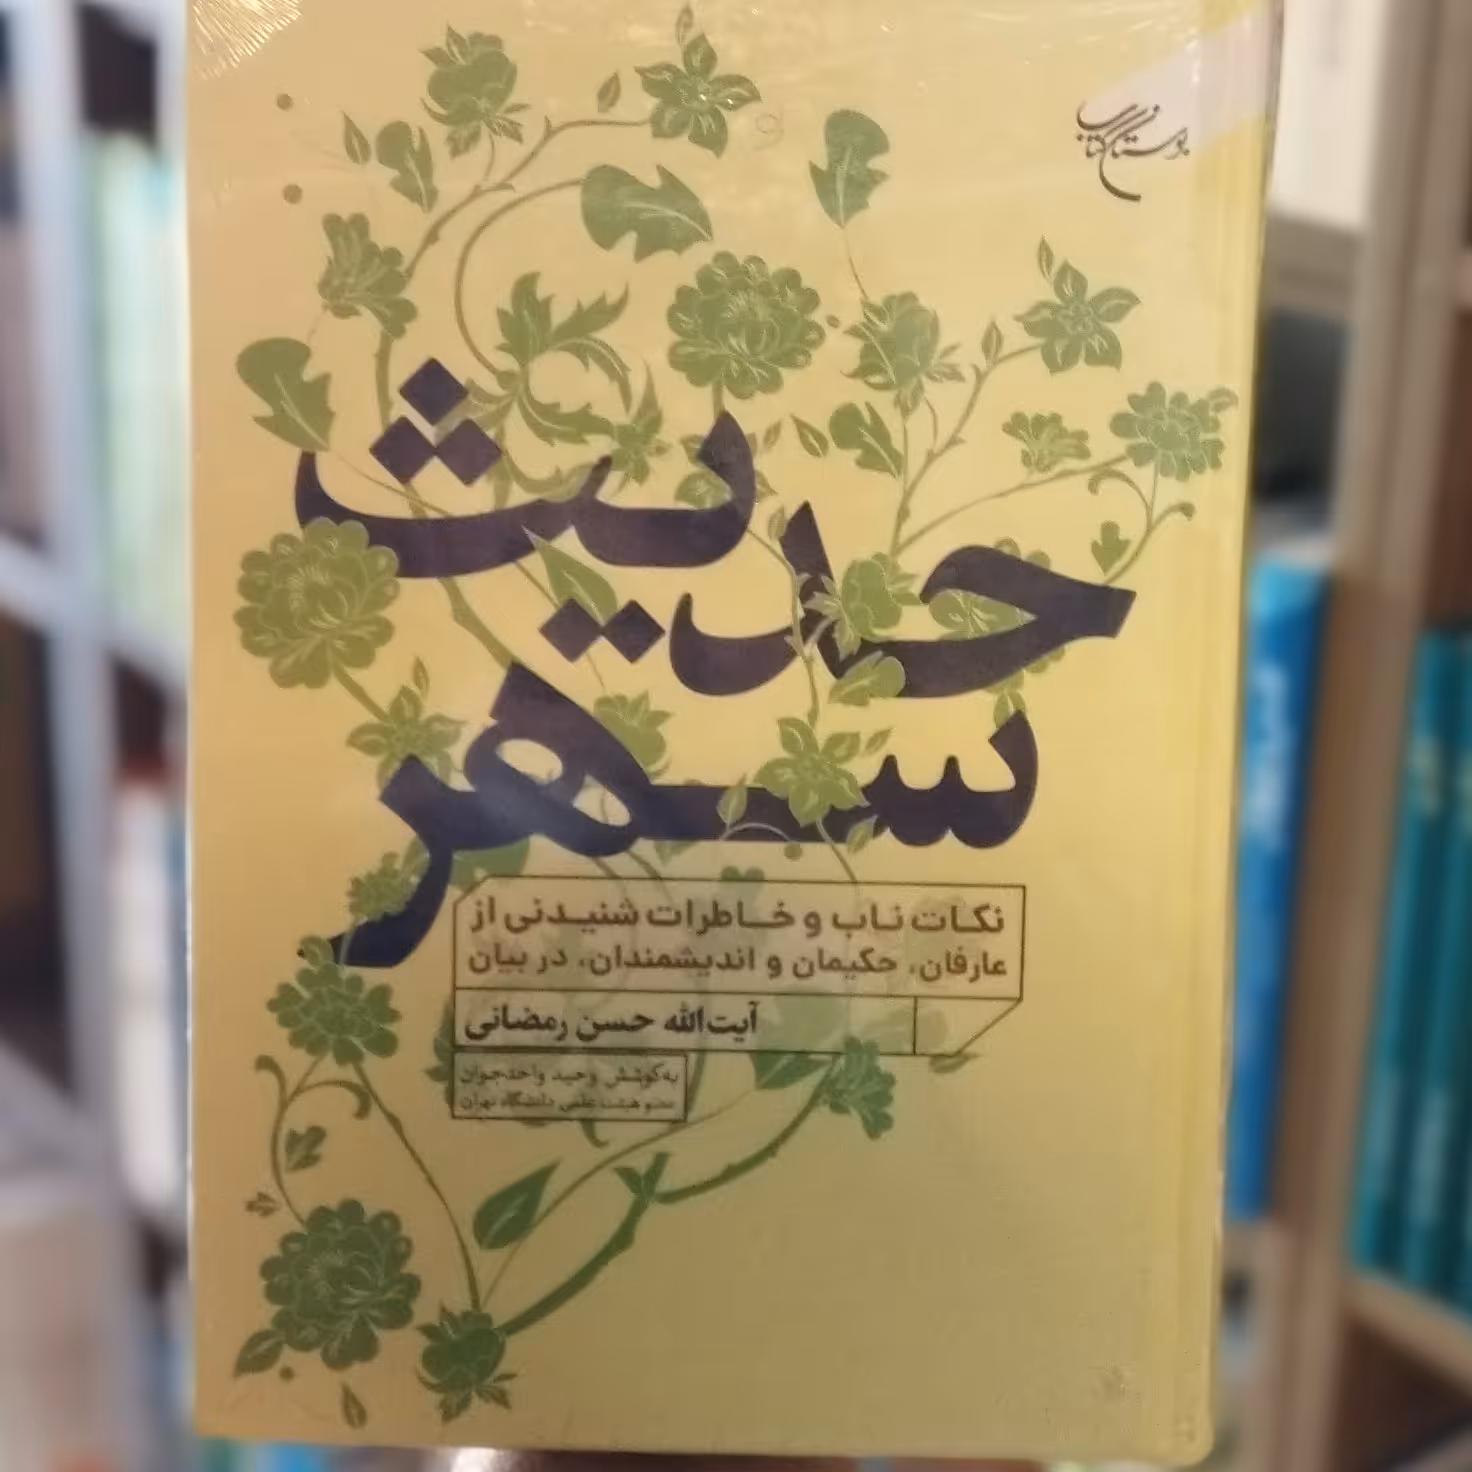 بوستان کتاب
حدیث
سهر
نکات ناب و خاطرات شنیدنی از
عارفان، حکیمان و اندیشمندان، در بیان
آیت‌الله حسن رمضانی
به‌کوشش وحید واحدجوان
عضو هیئت علمی دانشگاه تهران